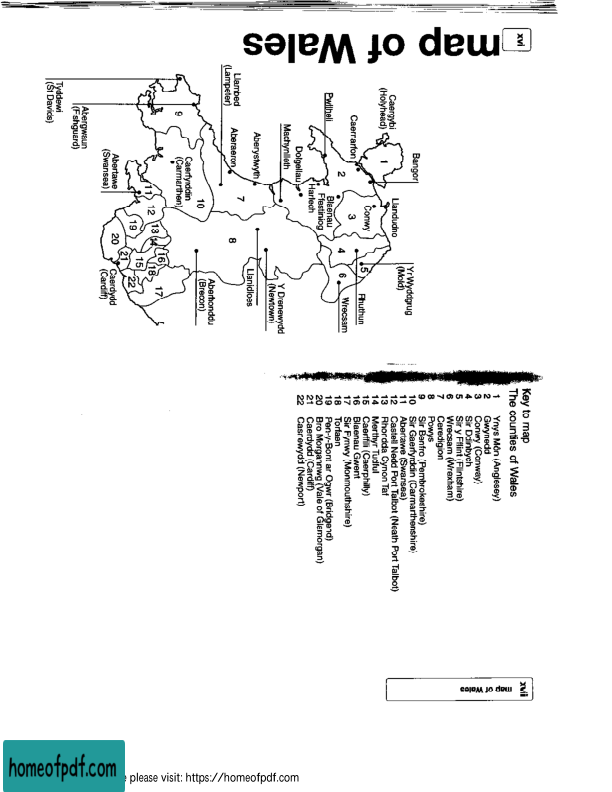 xvi
map of Wales
Caergybi
(Holyhead)
Bangor
Llandudno
Yr Wyddgrug
(Mold)
Caernarfon
Conwy
Rhuthun
Pwllheli
Blaenau
Ffestiniog
Wrecsam
Harlech
Dolgellau
Machynlleth
Y Drenewydd
(Newtown)
Aberystwyth
Llanidloes
Aberaeron
Llambed
(Lampeter)
Aberhonddu
(Brecon)
Caerfyrddin
(Carmarthen)
Abergwaun
(Fishguard)
Tyddewi
(St Davids)
Abertawe
(Swansea)
Caerdydd
(Cardiff)
1
2
3
4
5
6
7
8
9
10
11
12
13
14
15
16
17
18
19
20
21
22
Key to map
The counties of Wales
1 Ynys Môn (Anglesey)
2 Gwynedd
3 Conwy (Conway)
4 Sir Ddinbych
5 Sir y Fflint (Flintshire)
6 Wrecsam (Wrexham)
7 Ceredigion
8 Powys
9 Sir Benfro (Pembrokeshire)
10 Sir Gaerfyrddin (Carmarthenshire)
11 Abertawe (Swansea)
12 Castell Nedd Port Talbot (Neath Port Talbot)
13 Rhondda Cynon Taf
14 Merthyr Tudful
15 Caerffili (Caerphilly)
16 Blaenau Gwent
17 Sir Fynwy (Monmouthshire)
18 Torfaen
19 Pen-y-Bont ar Ogwr (Bridgend)
20 Bro Morgannwg (Vale of Glamorgan)
21 Caerdydd (Cardiff)
22 Casnewydd (Newport)
map of Wales
xvii
homeofpdf.com
please visit: https://homeofpdf.com